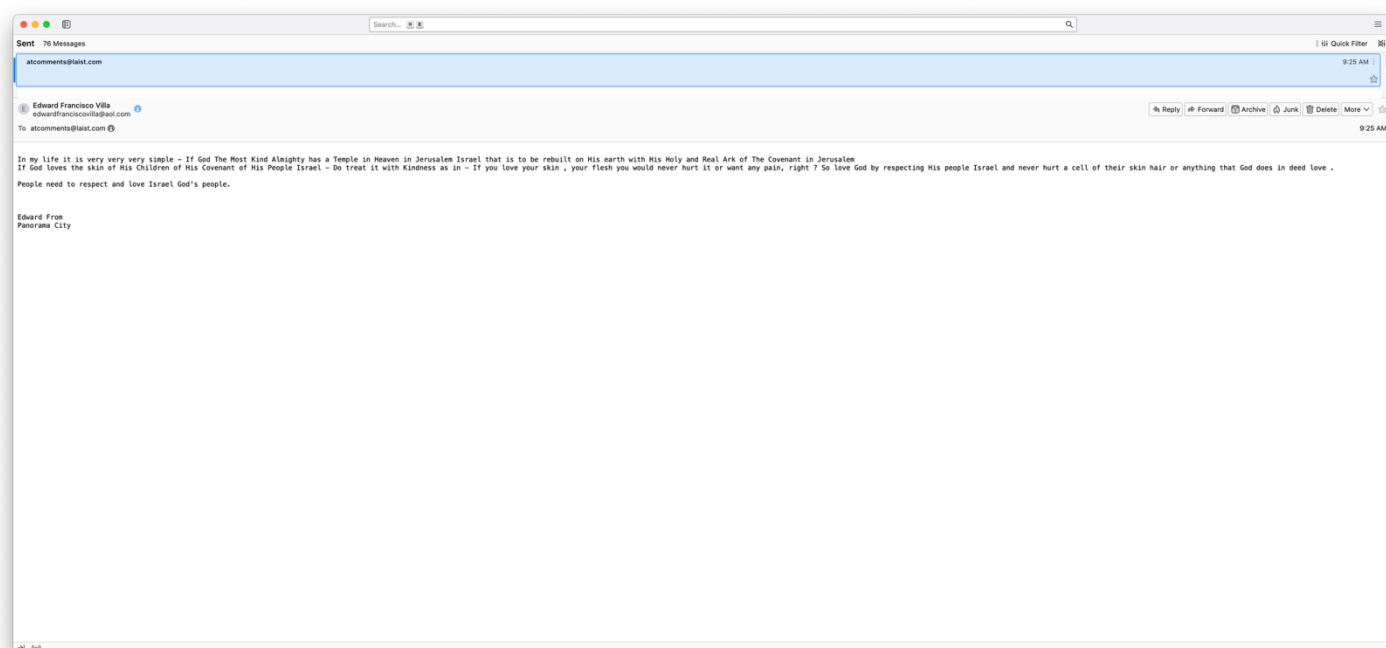 Search... ⌘ K
Sent 76 Messages
Quick Filter
atcomments@laist.com 9:25 AM
E Edward Francisco Villa
edwardfranciscovilla@aol.com
Reply Forward Archive Junk Delete More
To atcomments@laist.com 9:25 AM
In my life it is very very very simple - If God The Most Kind Almighty has a Temple in Heaven in Jerusalem Israel that is to be rebuilt on His earth with His Holy and Real Ark of The Covenant in Jerusalem
If God loves the skin of His Children of His Covenant of His People Israel - Do treat it with Kindness as in - If you love your skin , your flesh you would never hurt it or want any pain, right ? So love God by respecting His people Israel and never hurt a cell of their skin hair or anything that God does in deed love .
People need to respect and love Israel God's people.
Edward From
Panorama City